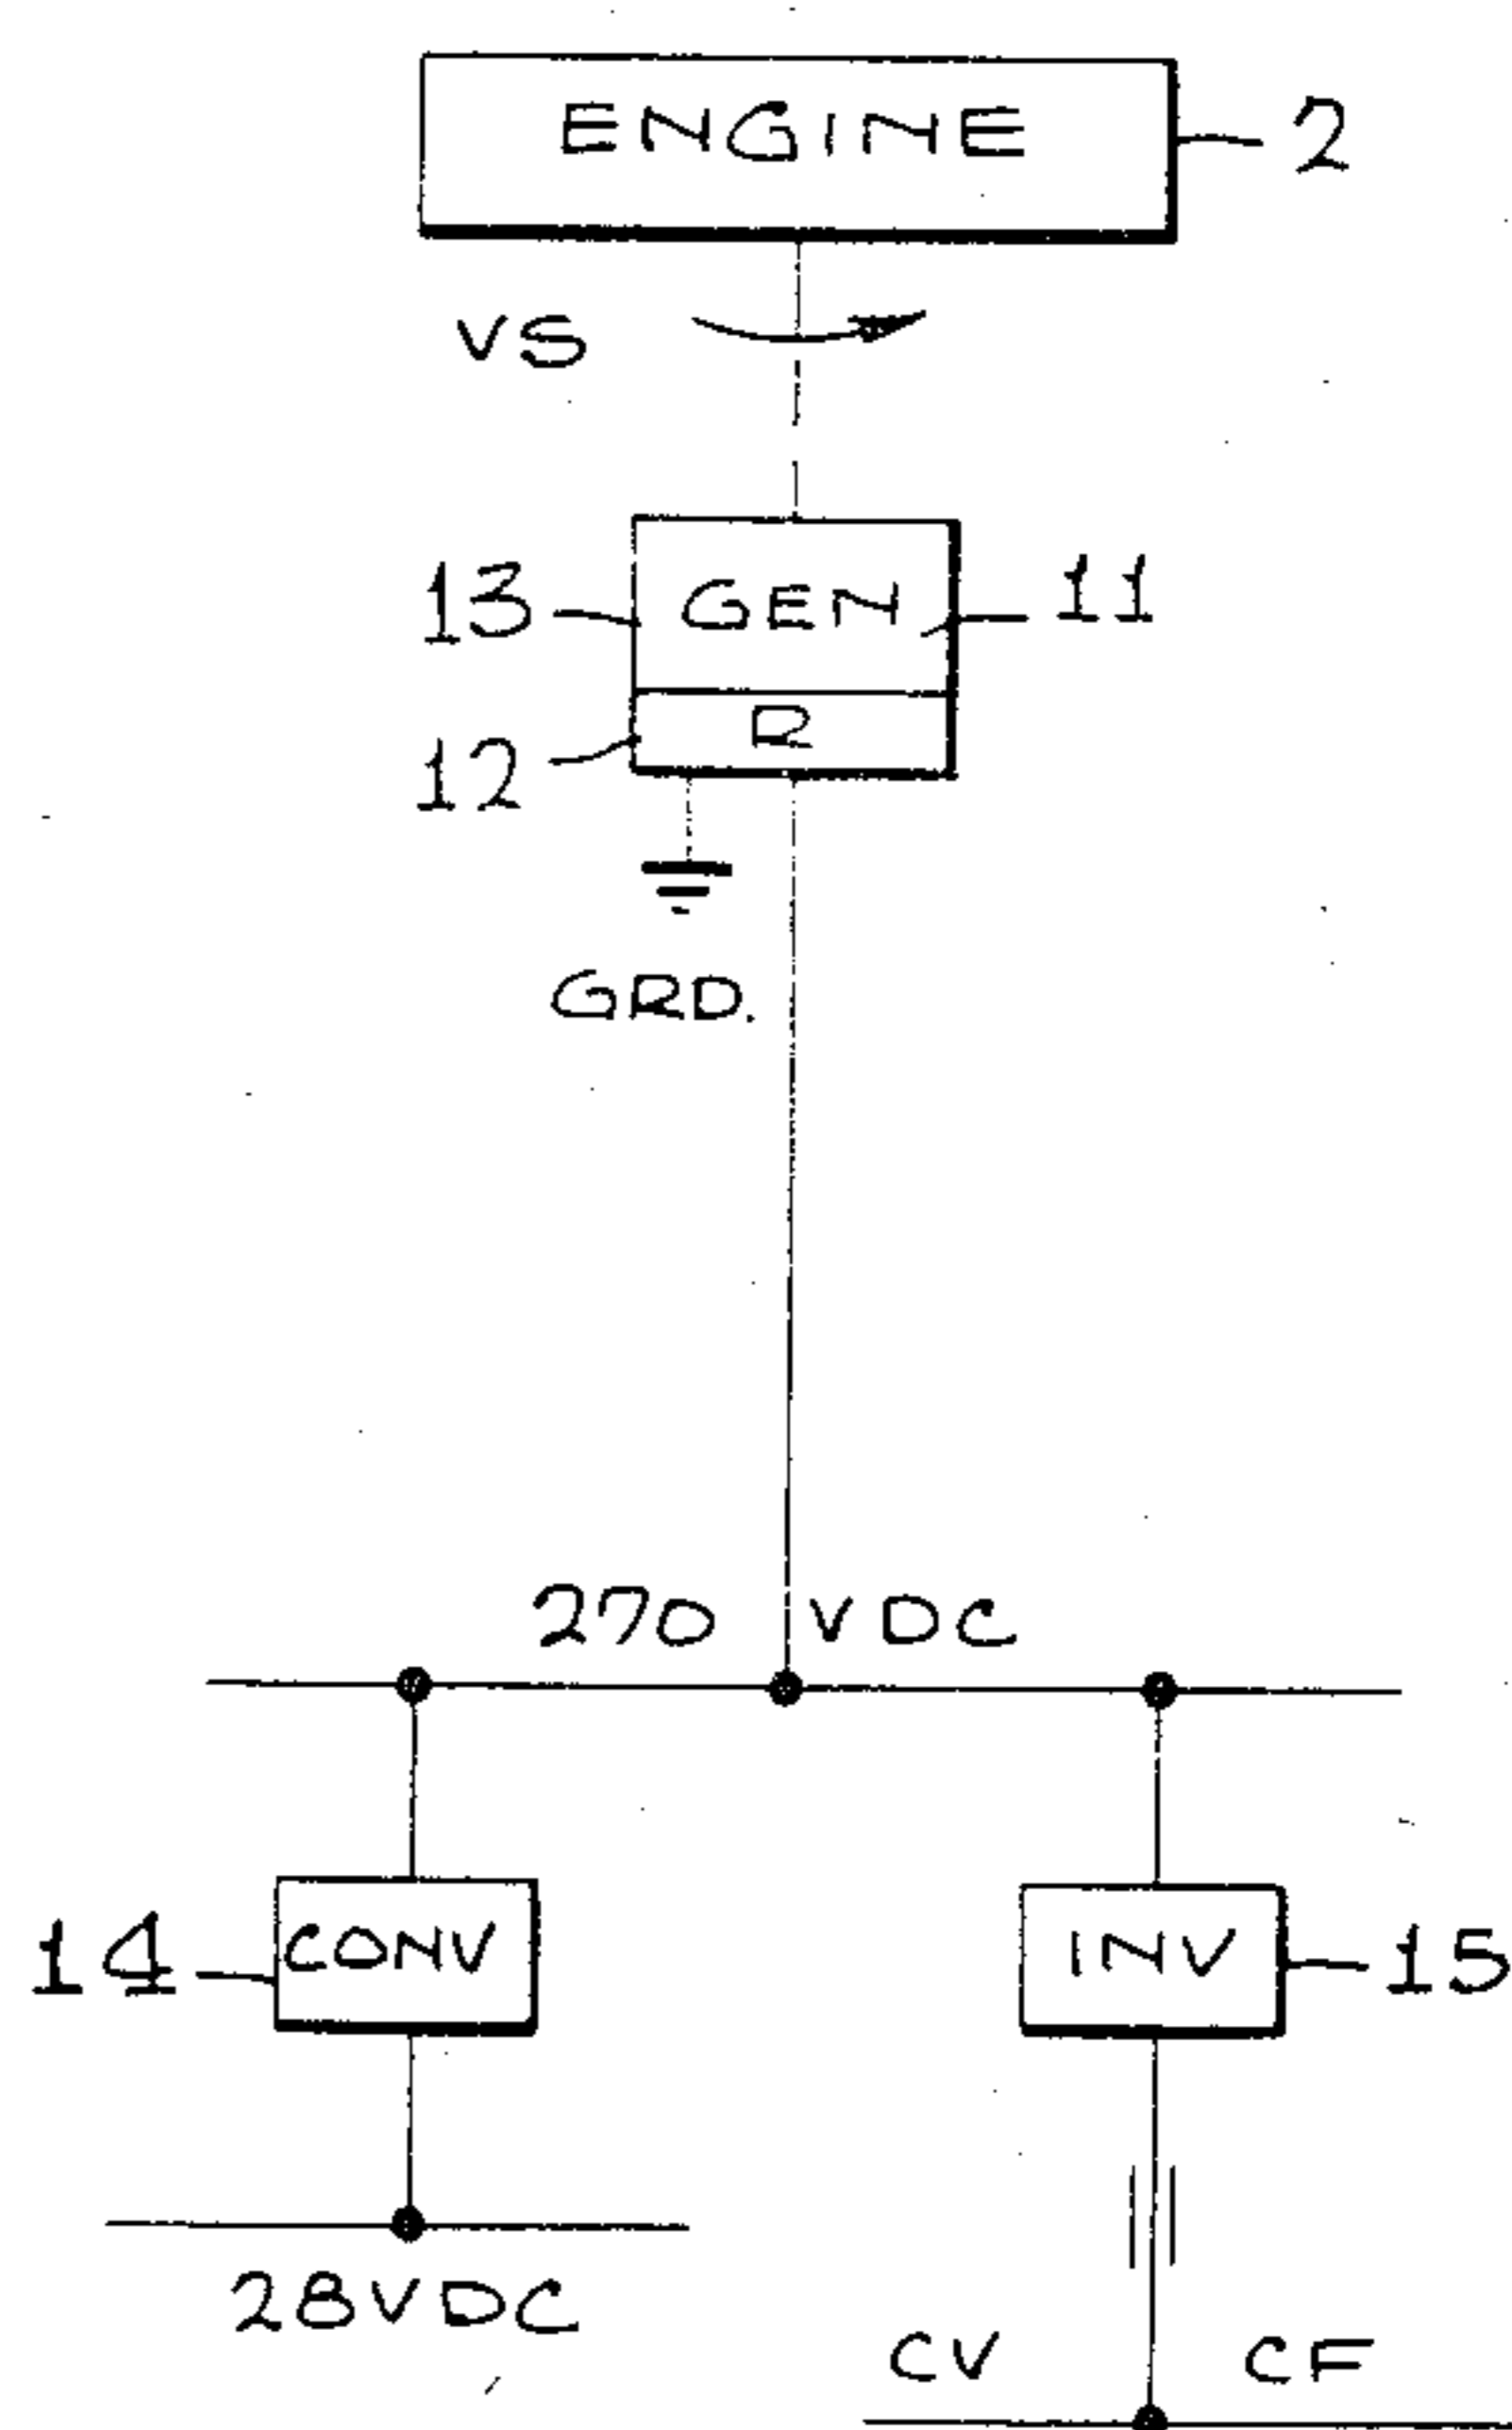 ENGINE 2
VS
13 GEN 11
12 R
GRD.
270 VDC
14 CONV INV 15
28VDC
CV CF